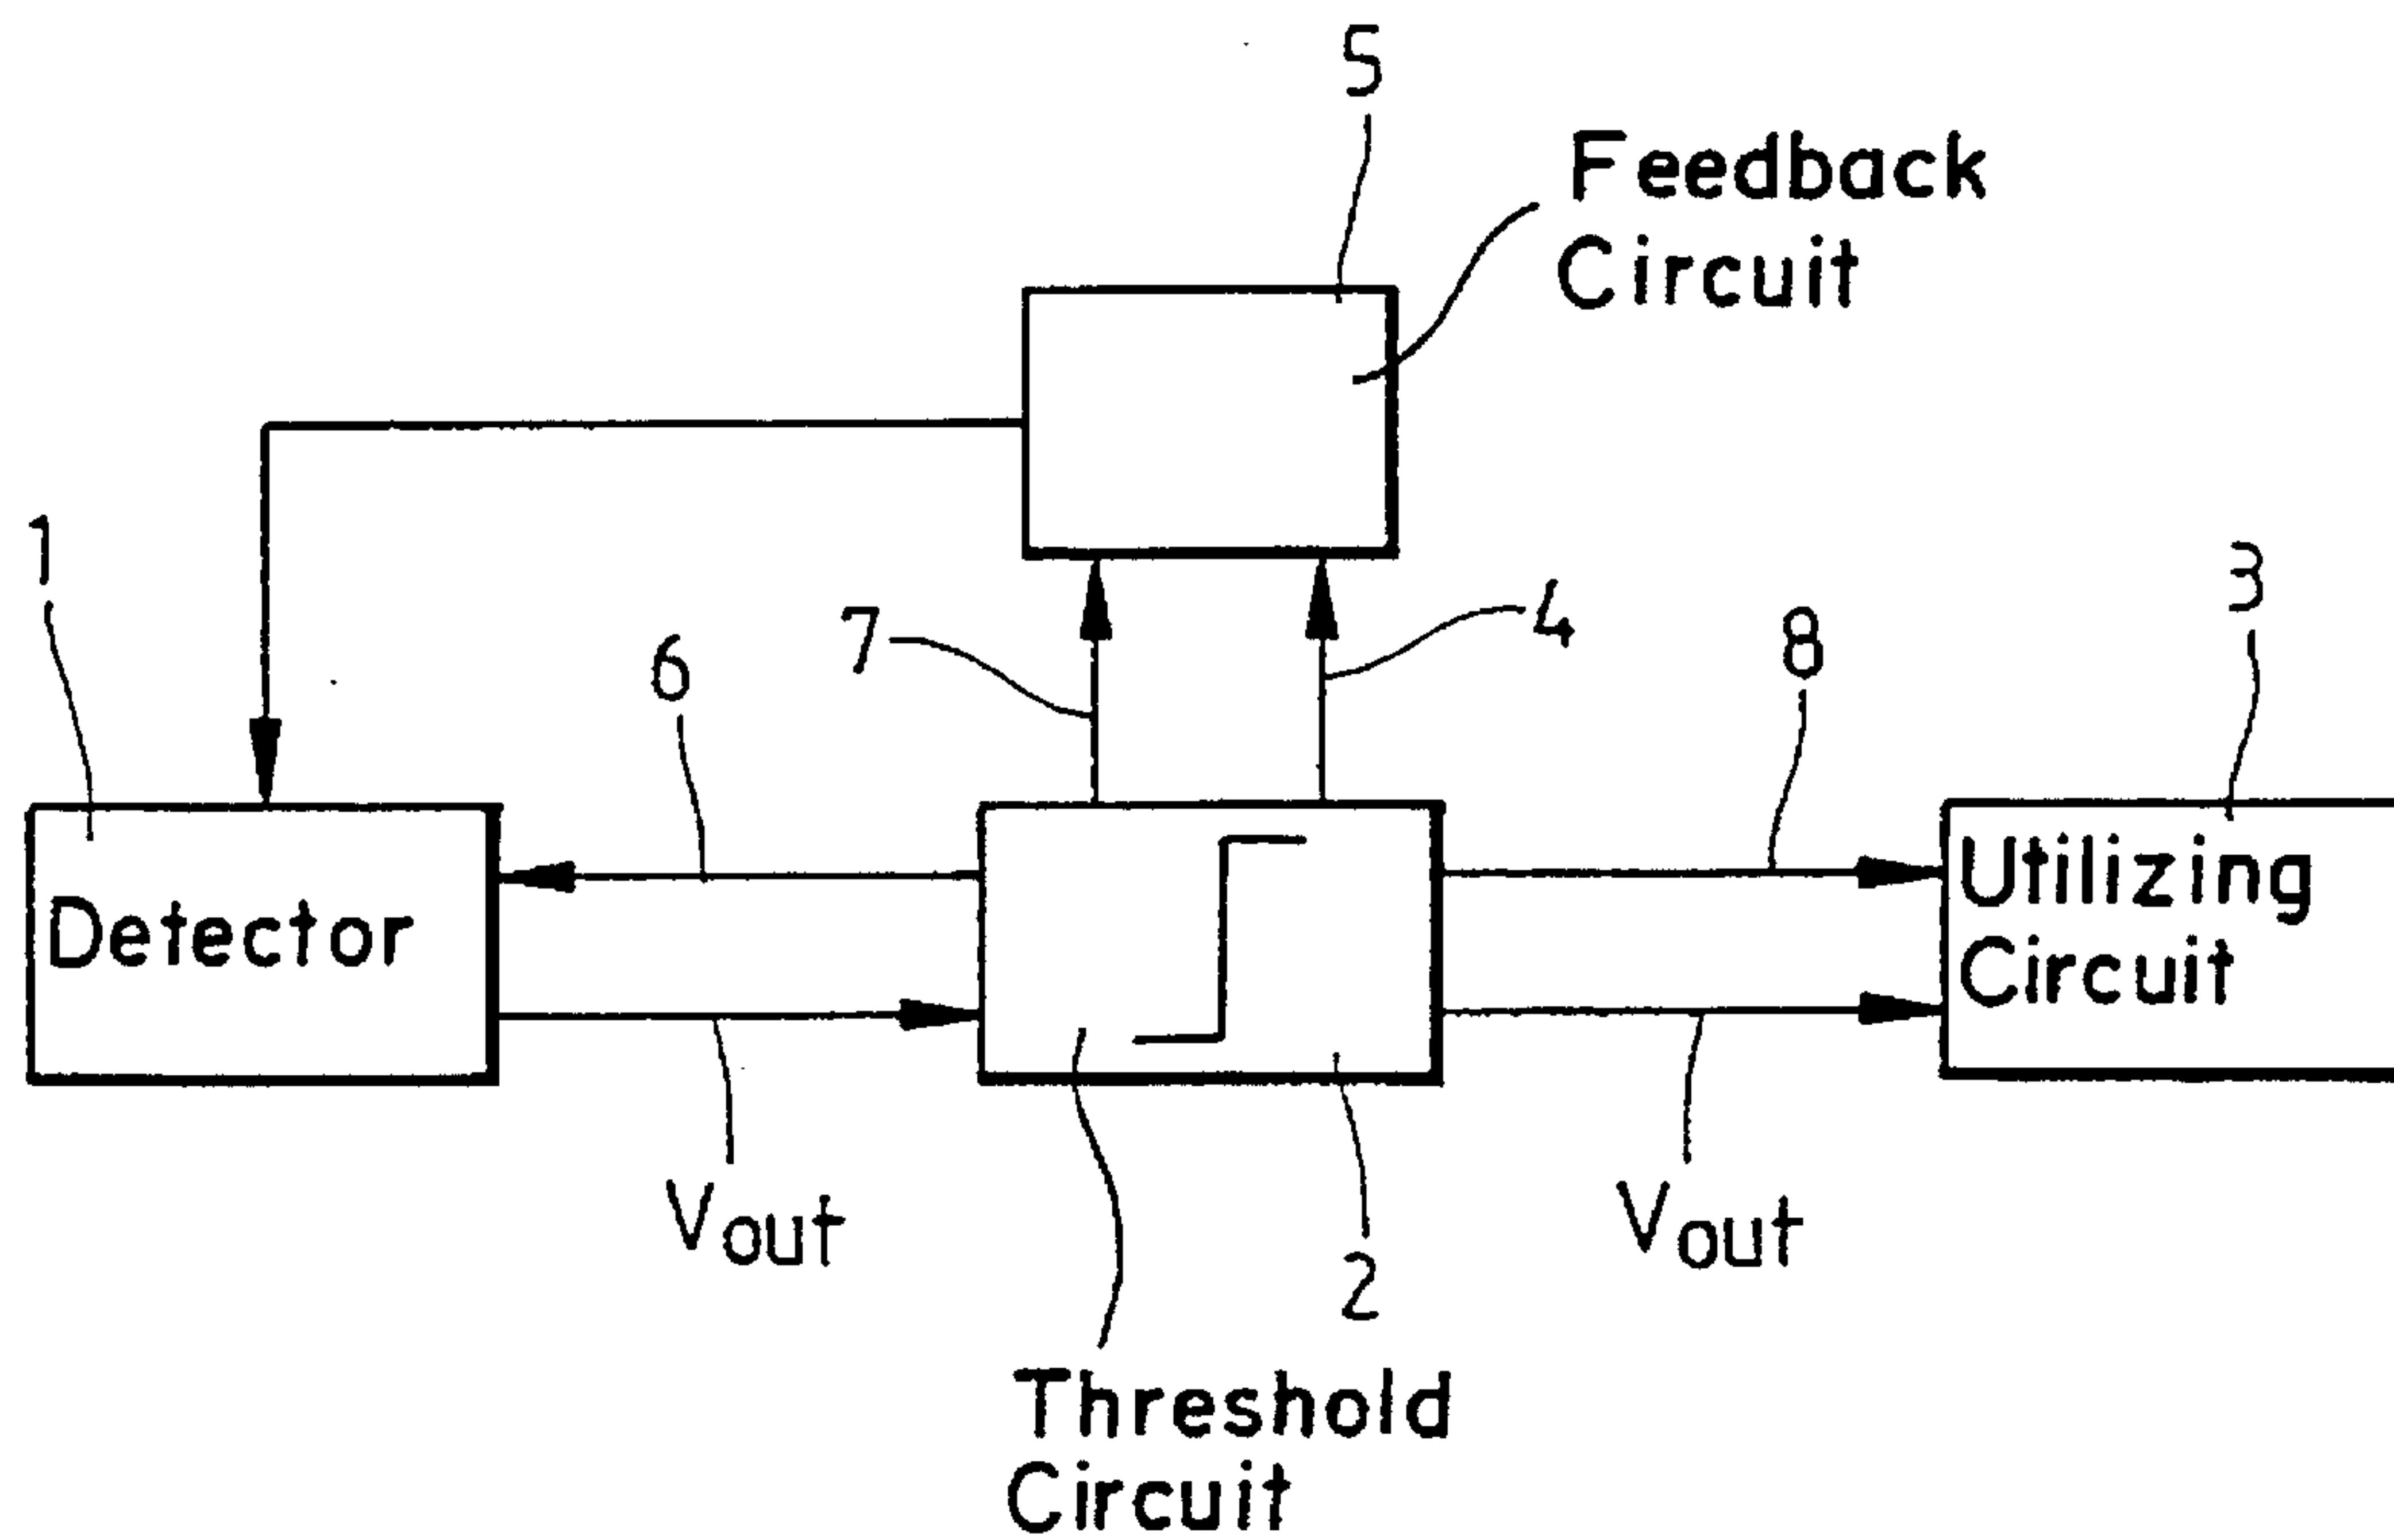 5
Feedback
Circuit
1
6
7
4
8
3
Detector
Utilizing
Circuit
Vout
Vout
2
Threshold
Circuit